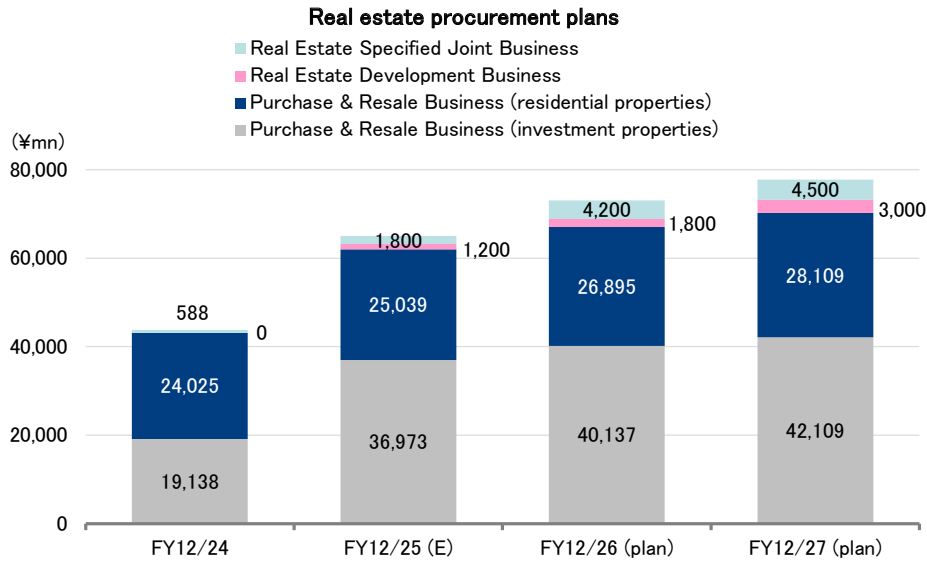 Real estate procurement plans
Real Estate Specified Joint Business
Real Estate Development Business
Purchase & Resale Business (residential properties)
Purchase & Resale Business (investment properties)
(¥mn)
80,000
60,000
40,000
20,000
0
588
0
24,025
19,138
1,800
1,200
25,039
36,973
4,200
1,800
26,895
40,137
4,500
3,000
28,109
42,109
FY12/24
FY12/25 (E)
FY12/26 (plan)
FY12/27 (plan)